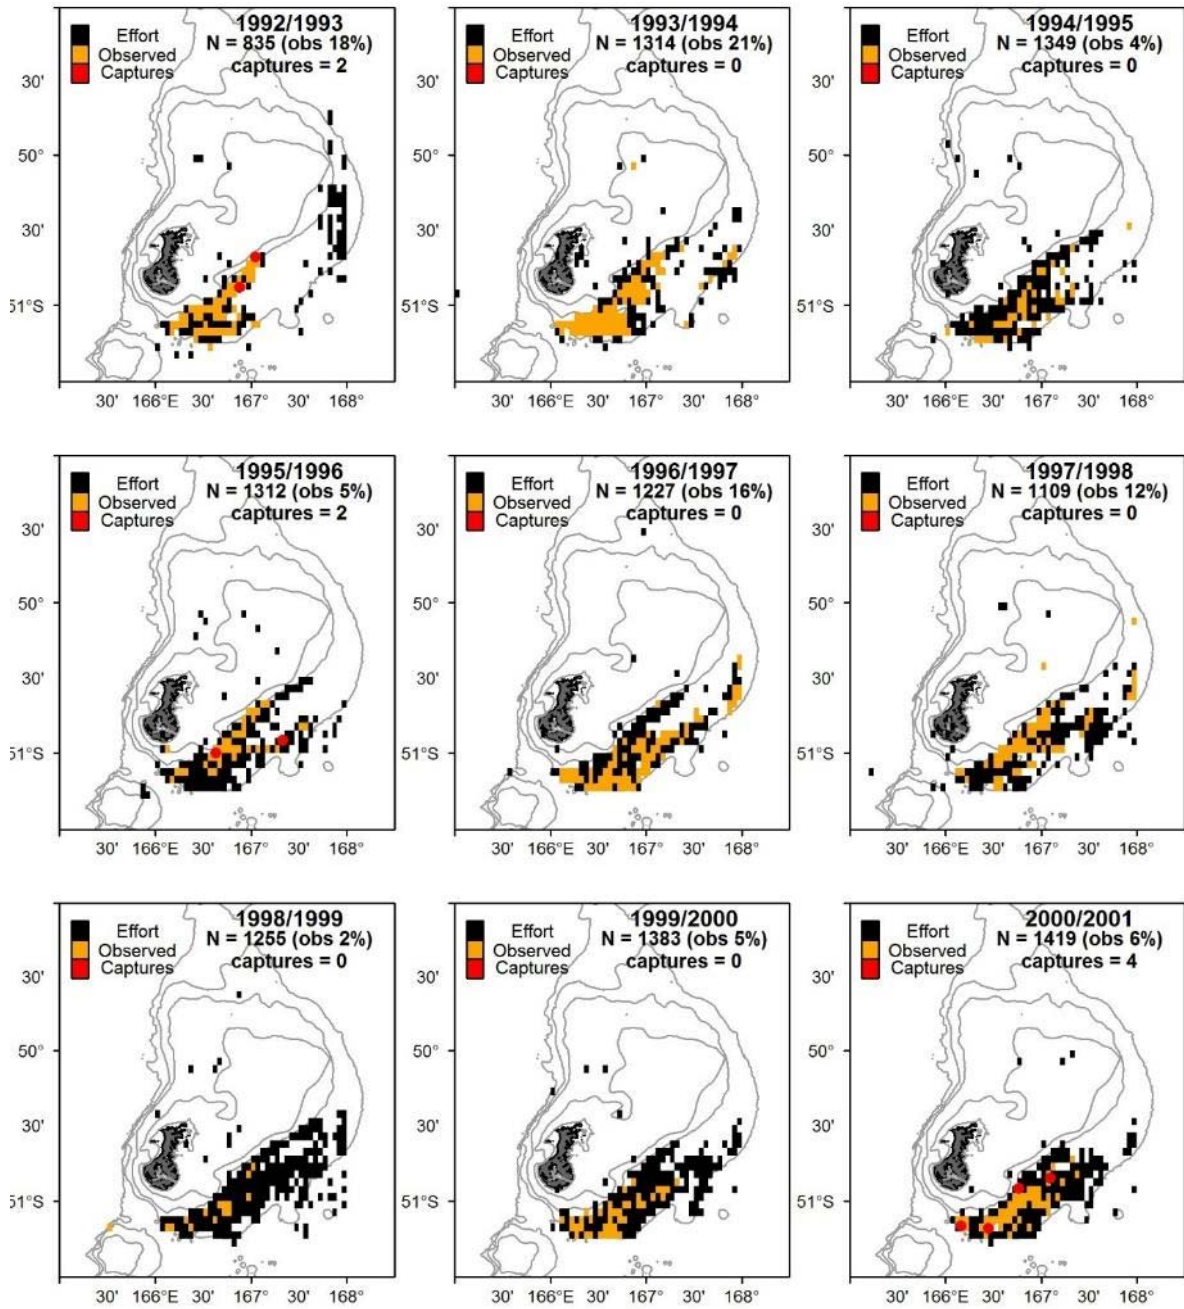 1992/1993
Effort
N = 835 (obs 18%)
Observed
captures = 2
Captures
30'
50°
30'
51°S
30' 166°E 30' 167° 30' 168°
1993/1994
Effort
N = 1314 (obs 21%)
Observed
captures = 0
Captures
30'
50°
30'
51°S
30' 166°E 30' 167° 30' 168°
1994/1995
Effort
N = 1349 (obs 4%)
Observed
captures = 0
Captures
30'
50°
30'
51°S
30' 166°E 30' 167° 30' 168°
1995/1996
Effort
N = 1312 (obs 5%)
Observed
captures = 2
Captures
30'
50°
30'
51°S
30' 166°E 30' 167° 30' 168°
1996/1997
Effort
N = 1227 (obs 16%)
Observed
captures = 0
Captures
30'
50°
30'
51°S
30' 166°E 30' 167° 30' 168°
1997/1998
Effort
N = 1109 (obs 12%)
Observed
captures = 0
Captures
30'
50°
30'
51°S
30' 166°E 30' 167° 30' 168°
1998/1999
Effort
N = 1255 (obs 2%)
Observed
captures = 0
Captures
30'
50°
30'
51°S
30' 166°E 30' 167° 30' 168°
1999/2000
Effort
N = 1383 (obs 5%)
Observed
captures = 0
Captures
30'
50°
30'
51°S
30' 166°E 30' 167° 30' 168°
2000/2001
Effort
N = 1419 (obs 6%)
Observed
captures = 4
Captures
30'
50°
30'
51°S
30' 166°E 30' 167° 30' 168°